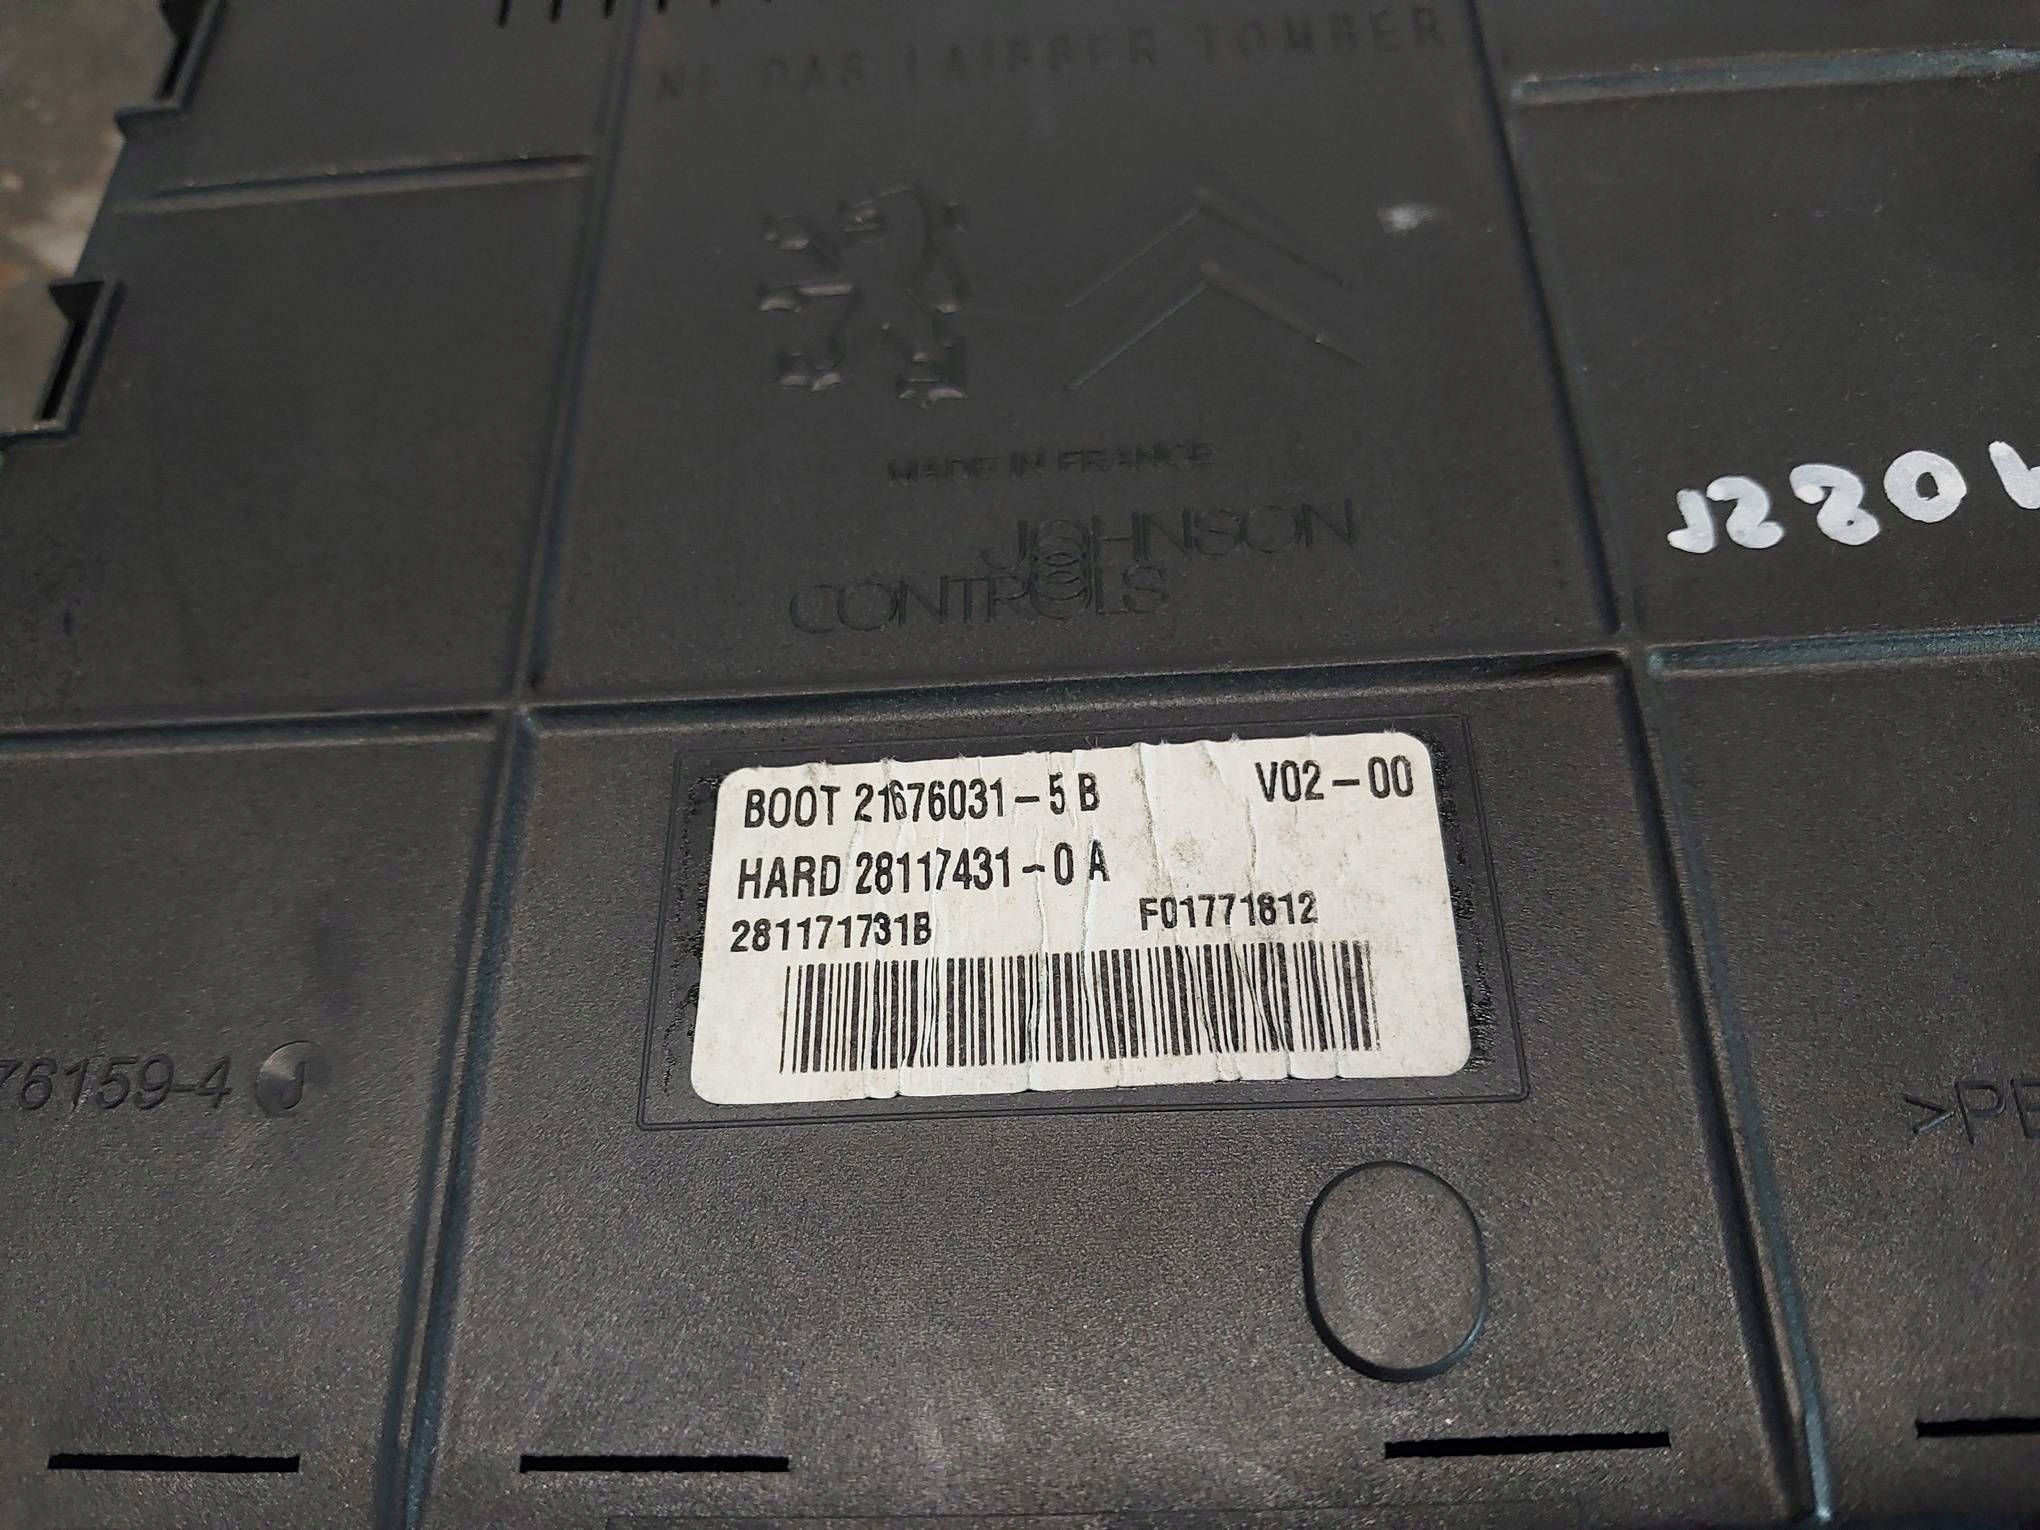 NE PAS LAISSER TOMBER
MADE IN FRANCE
JOHNSON
CONTROLS
BOOT 21676031-5 B V02-00
HARD 28117431-0 A
281171731B F01771812
76159-4 J
>PB